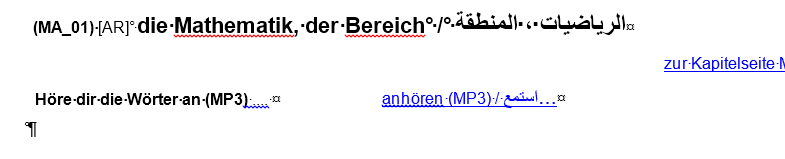 (MA_01) [AR] die Mathematik, der Bereich / الرياضيات ، المنطقة
zur Kapitelseite M
Höre dir die Wörter an (MP3) .... anhören (MP3) / استمع...